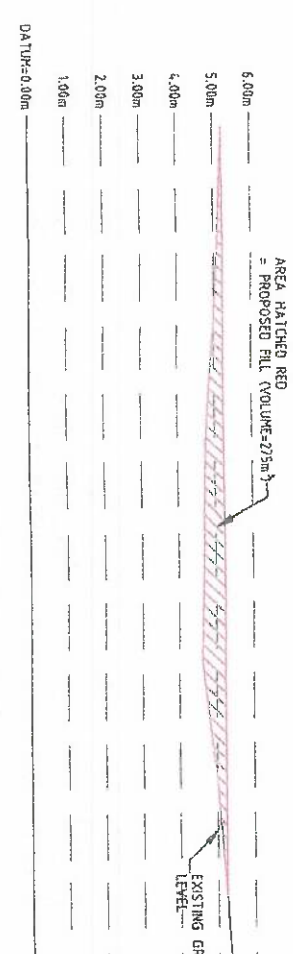 AREA HATCHED RED
= PROPOSED FILL (VOLUME=275m³)
6.00m
5.00m
4.00m
3.00m
2.00m
1.00m
DATUM=0.00m
EXISTING GR
LEVEL